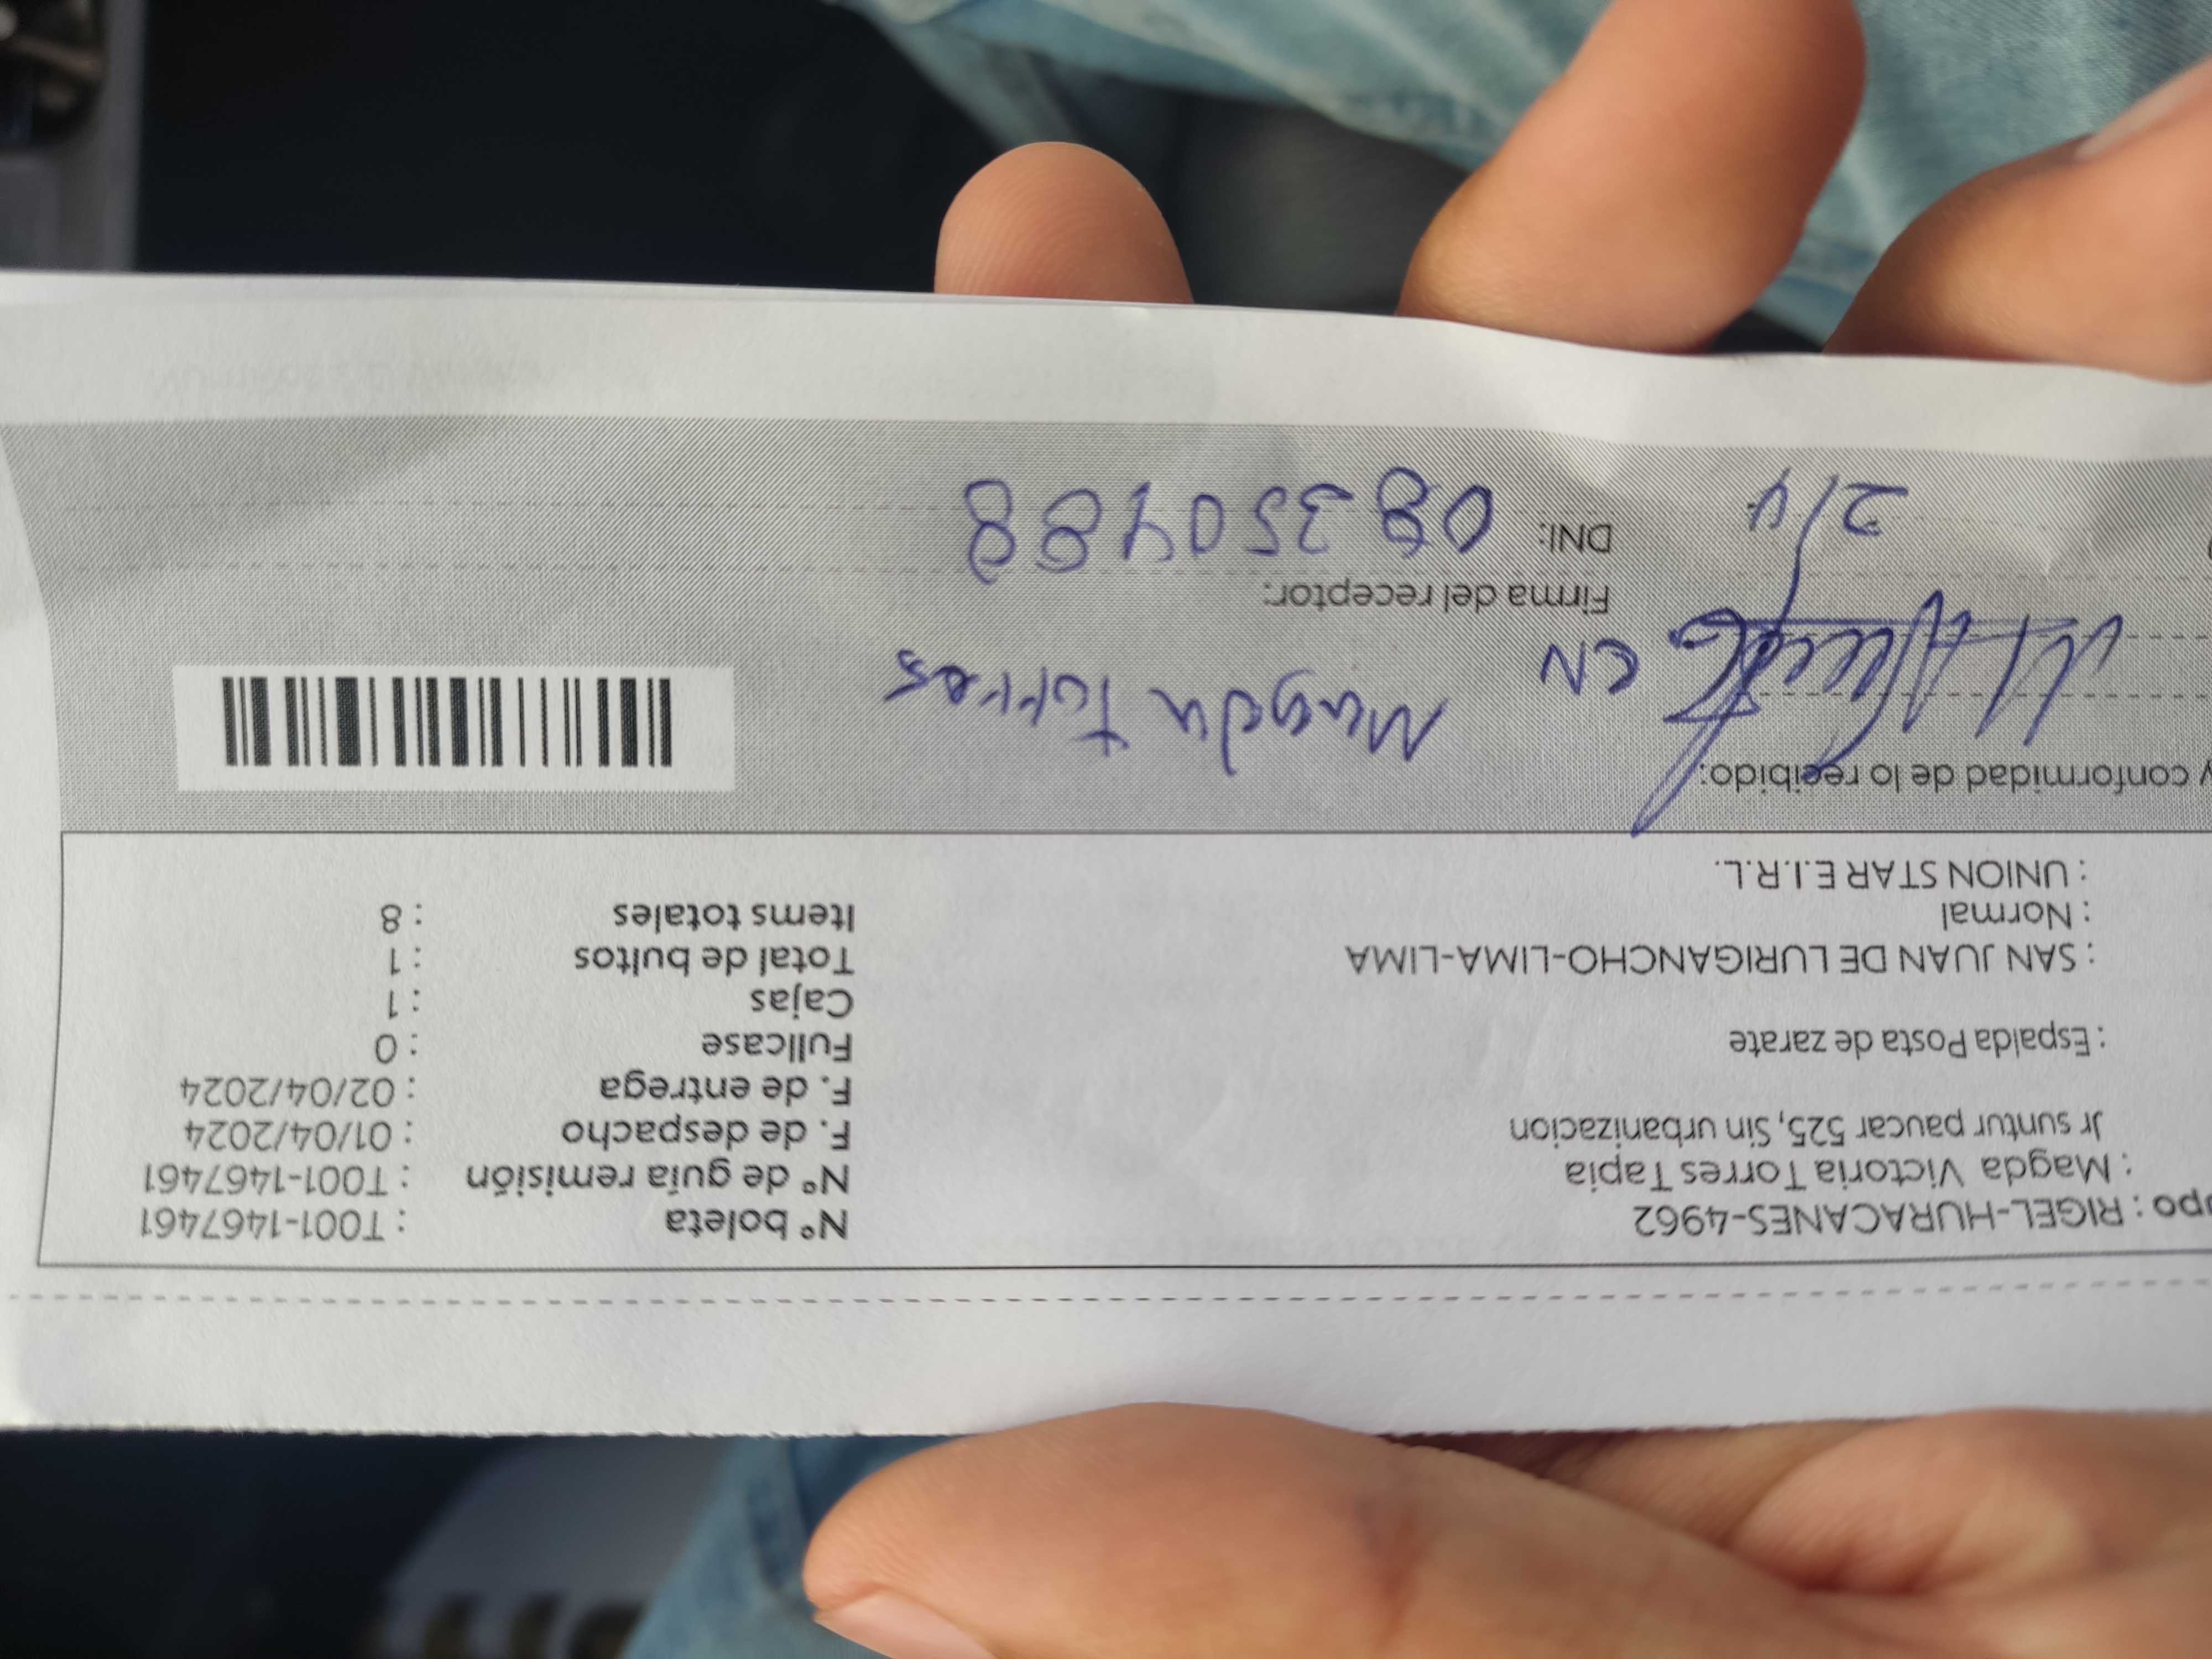 po : RIGEL-HURACANES-4962
: Magda Victoria Torres Tapia
Jr suntur paucar 525, Sin urbanizacion
: Espalda Posta de zarate
: SAN JUAN DE LURIGANCHO-LIMA-LIMA
: Normal
: UNION STAR E.I.R.L.
N° boleta : T001-1467461
N° de guía remisión : T001-1467461
F. de despacho : 01/04/2024
F. de entrega : 02/04/2024
Fullcase : 0
Cajas : 1
Total de bultos : 1
Items totales : 8
y conformidad de lo recibido:
CN
Magda Torres
Firma del receptor:
DNI: 08350488
2/4